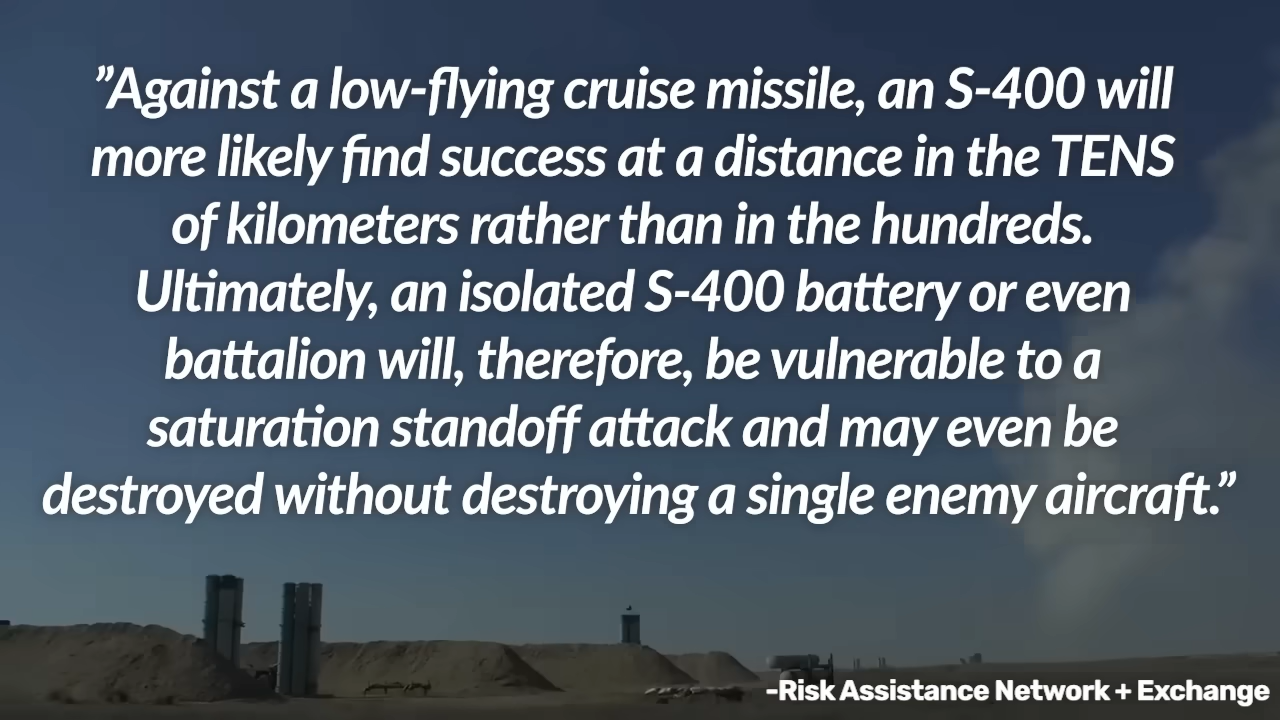 ”Against a low-flying cruise missile, an S-400 will
more likely find success at a distance in the TENS
of kilometers rather than in the hundreds.
Ultimately, an isolated S-400 battery or even
battalion will, therefore, be vulnerable to a
saturation standoff attack and may even be
destroyed without destroying a single enemy aircraft.”
-Risk Assistance Network + Exchange